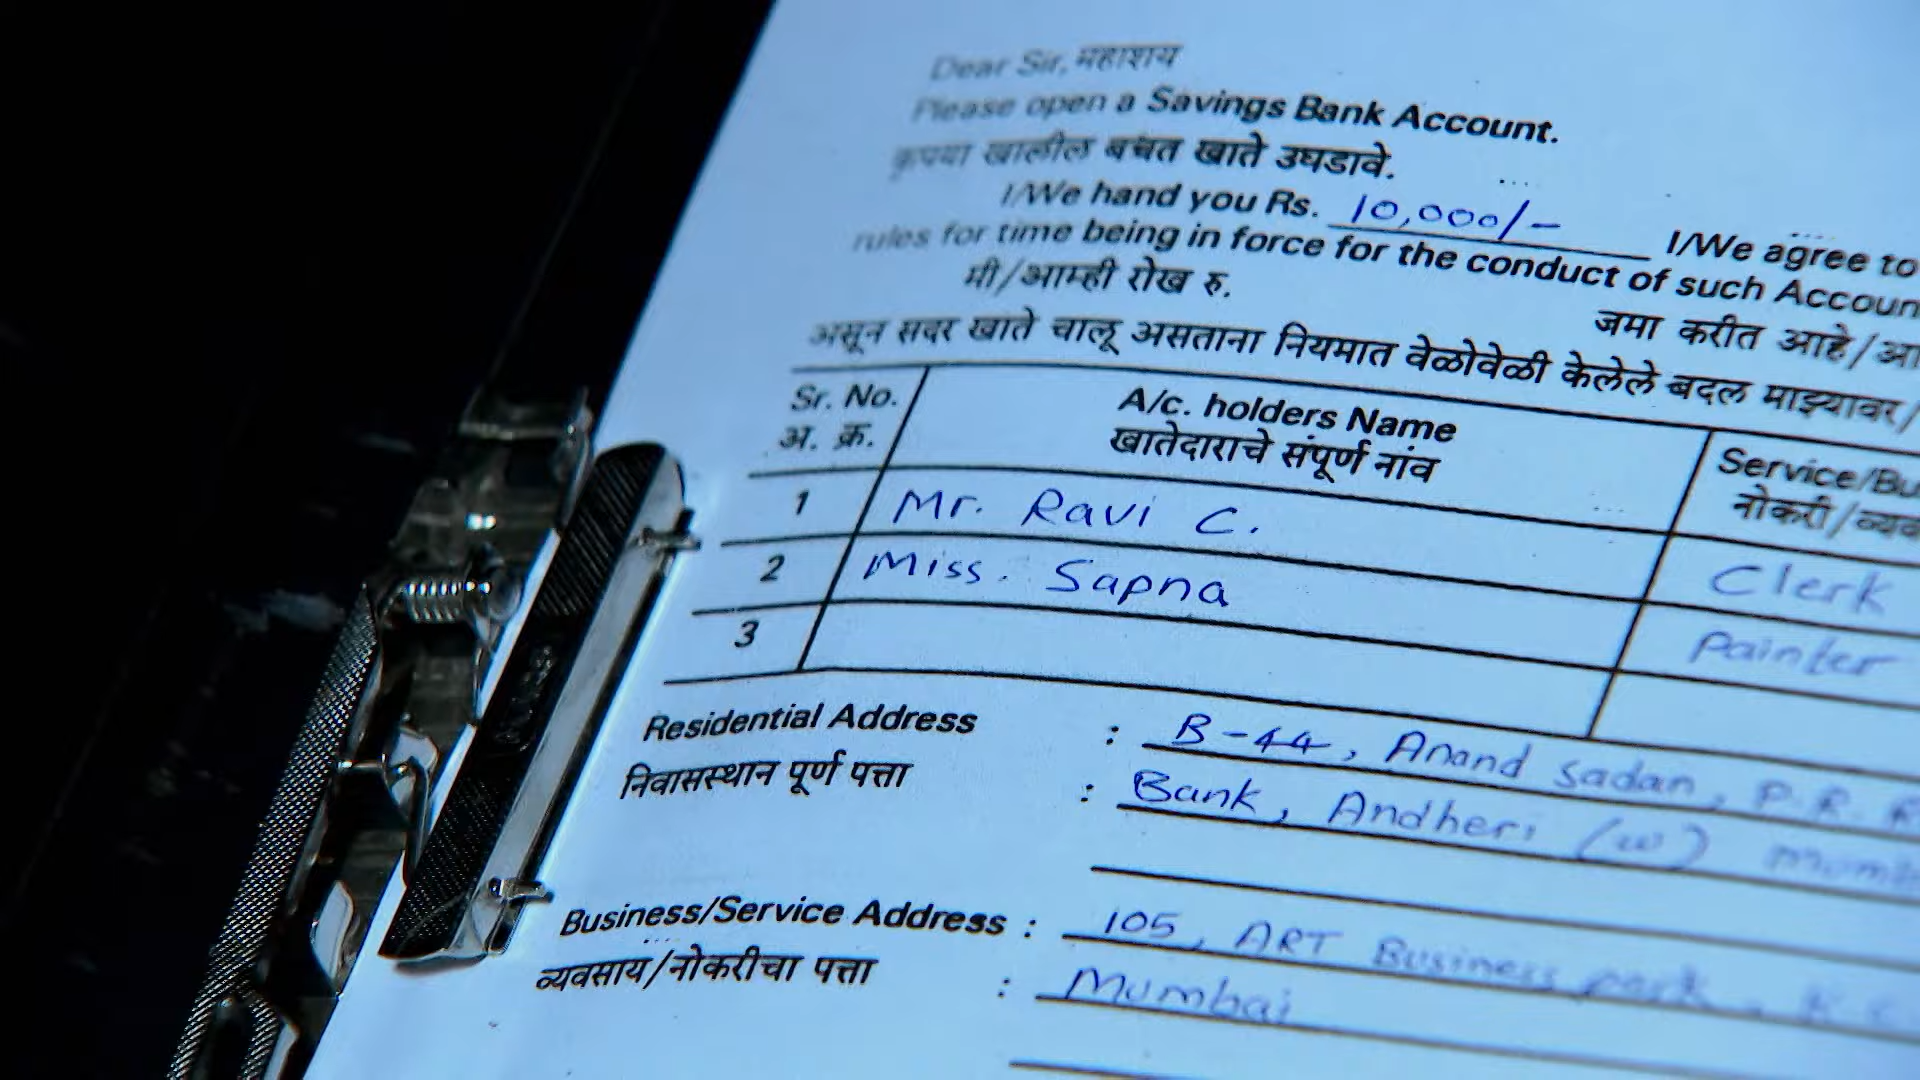 Dear Sir, महाशय
Please open a Savings Bank Account.
कृपया खालील बचत खाते उघडावे.
I/We hand you Rs. 10,000/- I/We agree to
rules for time being in force for the conduct of such Accoun
मी/आम्ही रोख रु.
जमा करीत आहे/आ
असून सदर खाते चालू असताना नियमात वेळोवेळी केलेले बदल माझ्यावर/
Sr. No. A/c. holders Name Service/Bu
अ. क्र. खातेदाराचे संपूर्ण नांव नोकरी/व्यव
1 Mr. Ravi C. Clerk
2 Miss. Sapna Painter
3
Residential Address : B-44, Anand Sadan, P.R.
निवासस्थान पूर्ण पत्ता : Bank, Andheri (w)
Business/Service Address : 105, ART Business park,
व्यवसाय/नोकरीचा पत्ता : Mumbai